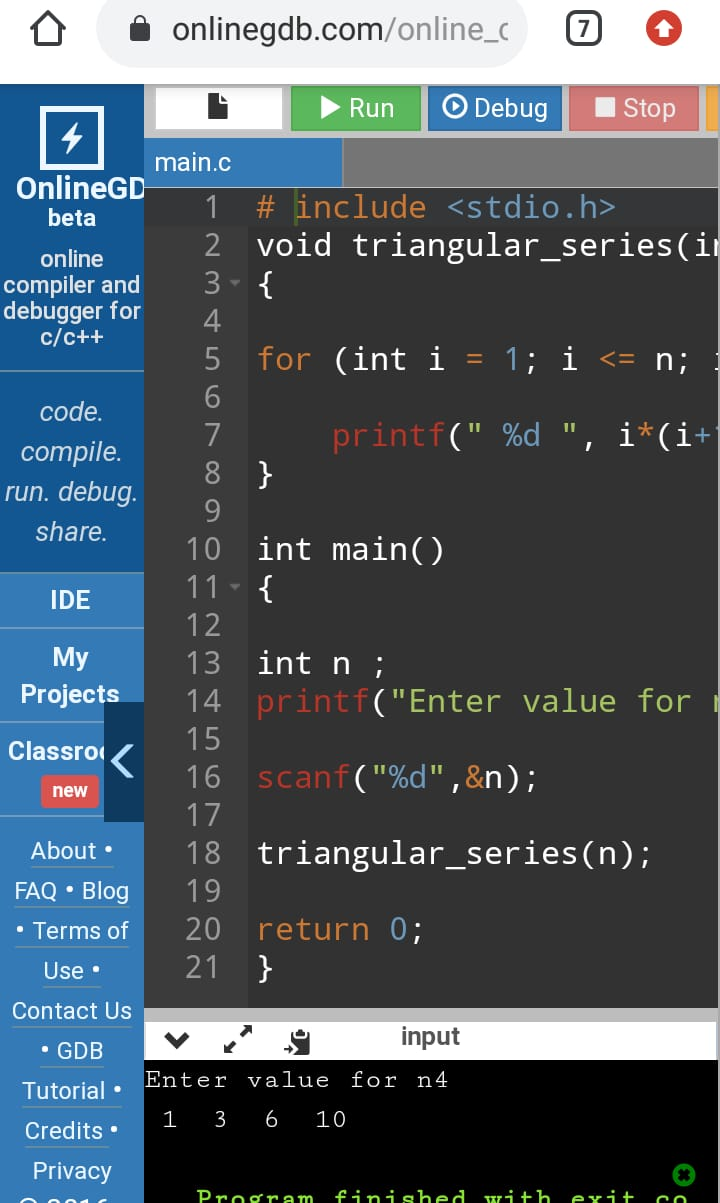 onlinegdb.com/online_c
7
Run
Debug
Stop
OnlineGD
beta
online
compiler and
debugger for
c/c++
code.
compile.
run. debug.
share.
IDE
My
Projects
Classroo
new
About •
FAQ • Blog
• Terms of
Use •
Contact Us
• GDB
Tutorial •
Credits •
Privacy
main.c
1 # include <stdio.h>
2 void triangular_series(in
3 {
4
5 for (int i = 1; i <= n; i
6
7 printf(" %d ", i*(i+1
8 }
9
10 int main()
11 {
12
13 int n ;
14 printf("Enter value for n
15
16 scanf("%d",&n);
17
18 triangular_series(n);
19
20 return 0;
21 }
input
Enter value for n4
1 3 6 10
Program finished with exit co